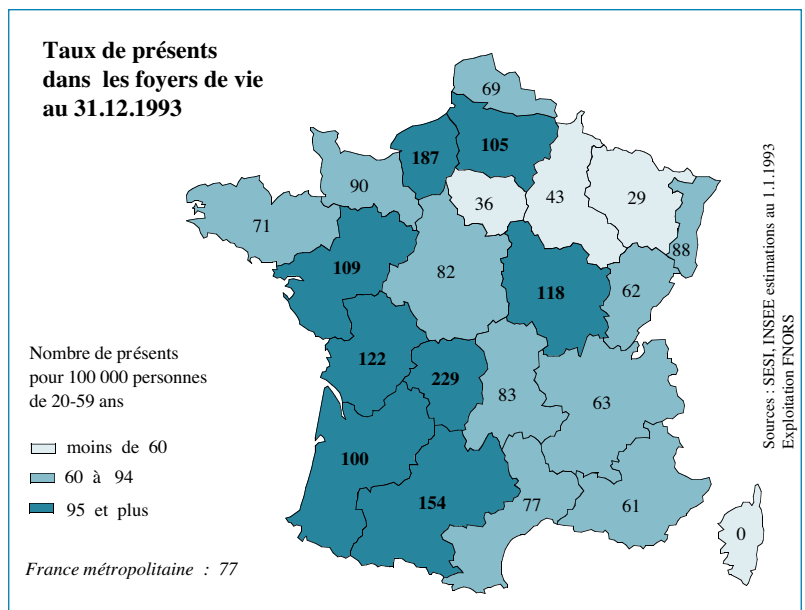 Taux de présents
dans les foyers de vie
au 31.12.1993
69
187
105
90
36
43
29
71
88
109
82
118
62
122
229
83
63
100
154
77
61
0
Nombre de présents
pour 100 000 personnes
de 20-59 ans
moins de 60
60 à 94
95 et plus
France métropolitaine : 77
Sources : SESI, INSEE estimations au 1.1.1993
Exploitation FNORS